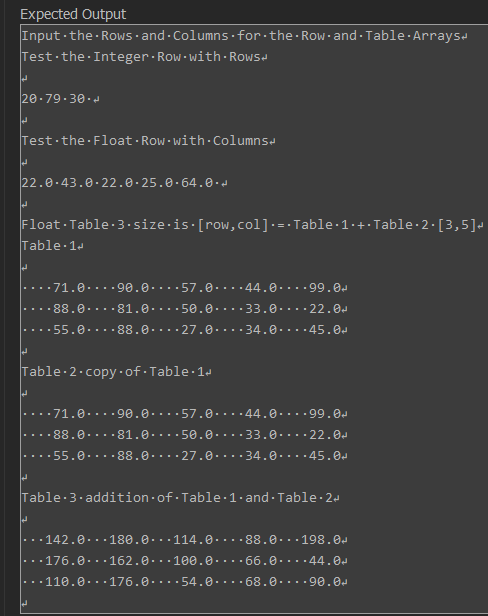 Expected Output
Input·the·Rows·and·Columns·for·the·Row·and·Table·Arrays↵
Test·the·Integer·Row·with·Rows↵
↵
20·79·30·↵
↵
Test·the·Float·Row·with·Columns↵
↵
22.0·43.0·22.0·25.0·64.0·↵
↵
Float·Table·3·size·is·[row,col]·=·Table·1·+·Table·2·[3,5]↵
Table·1↵
↵
····71.0····90.0····57.0····44.0····99.0↵
····88.0····81.0····50.0····33.0····22.0↵
····55.0····88.0····27.0····34.0····45.0↵
↵
Table·2·copy·of·Table·1↵
↵
····71.0····90.0····57.0····44.0····99.0↵
····88.0····81.0····50.0····33.0····22.0↵
····55.0····88.0····27.0····34.0····45.0↵
↵
Table·3·addition·of·Table·1·and·Table·2↵
↵
···142.0···180.0···114.0····88.0···198.0↵
···176.0···162.0···100.0····66.0····44.0↵
···110.0···176.0····54.0····68.0····90.0↵
↵